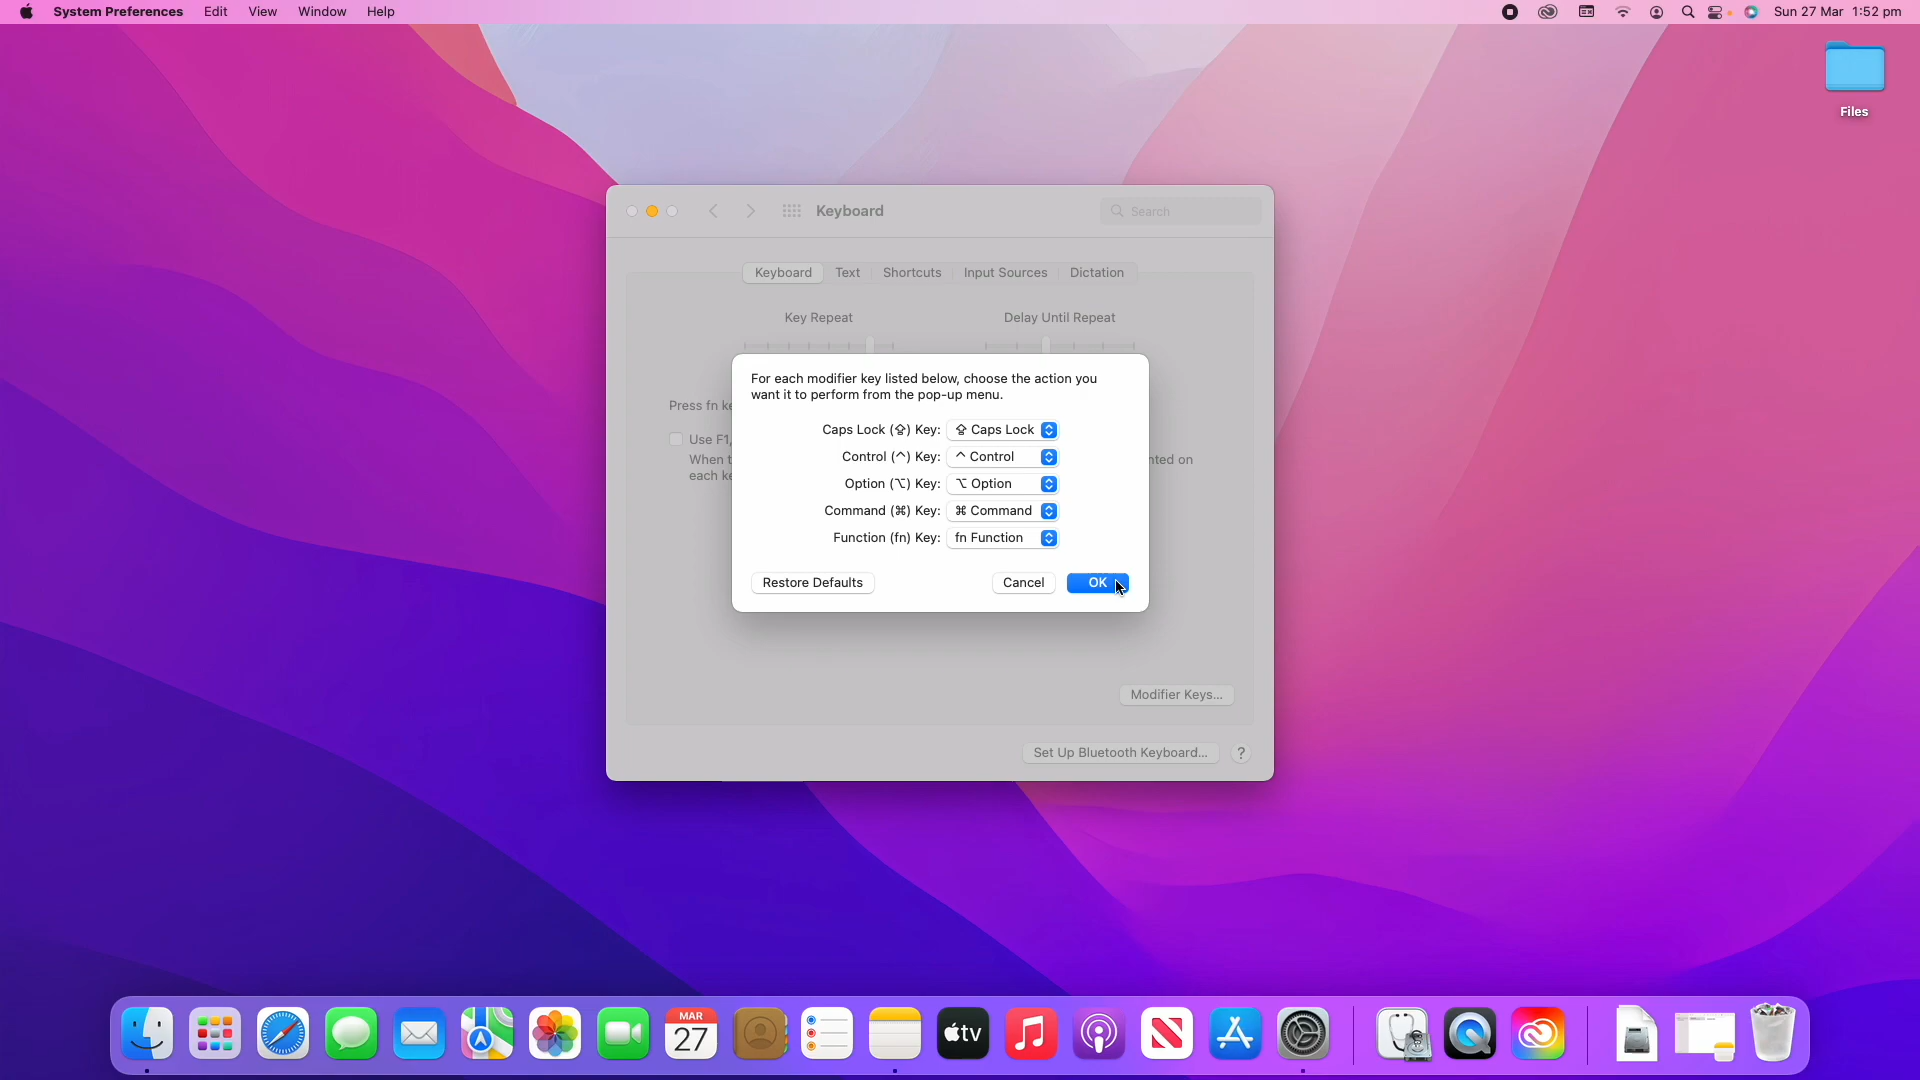 System Preferences Edit View Window Help Sun 27 Mar 1:52 pm
Files
Keyboard Search
Keyboard Text Shortcuts Input Sources Dictation
Key Repeat Delay Until Repeat
For each modifier key listed below, choose the action you
want it to perform from the pop-up menu.
Press fn ke
Caps Lock (⇪) Key: ⇪ Caps Lock
Use F1,
Control (^) Key: ^ Control
When t nted on
each ke
Option (⌥) Key: ⌥ Option
Command (⌘) Key: ⌘ Command
Function (fn) Key: fn Function
Restore Defaults Cancel OK
Modifier Keys...
Set Up Bluetooth Keyboard... ?
MAR
27
tv